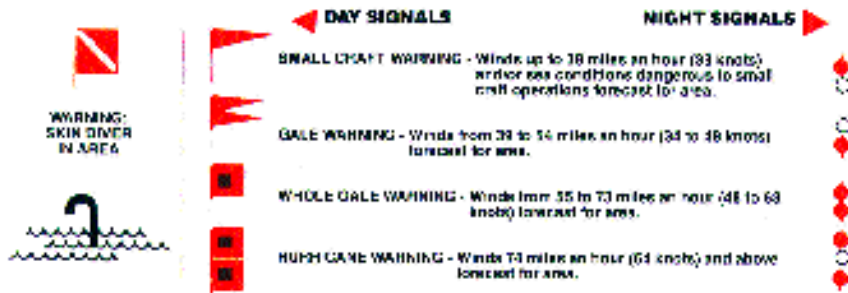 DAY SIGNALS
NIGHT SIGNALS
SMALL CRAFT WARNING - Winds up to 38 miles an hour (33 knots)
and/or sea conditions dangerous to small
craft operations forecast for area.
WARNING:
SKIN DIVER
IN AREA
GALE WARNING - Winds from 39 to 54 miles an hour (34 to 48 knots)
forecast for area.
WHOLE GALE WARNING - Winds from 55 to 73 miles an hour (48 to 63
knots) forecast for area.
HURRICANE WARNING - Winds 74 miles an hour (64 knots) and above
forecast for area.